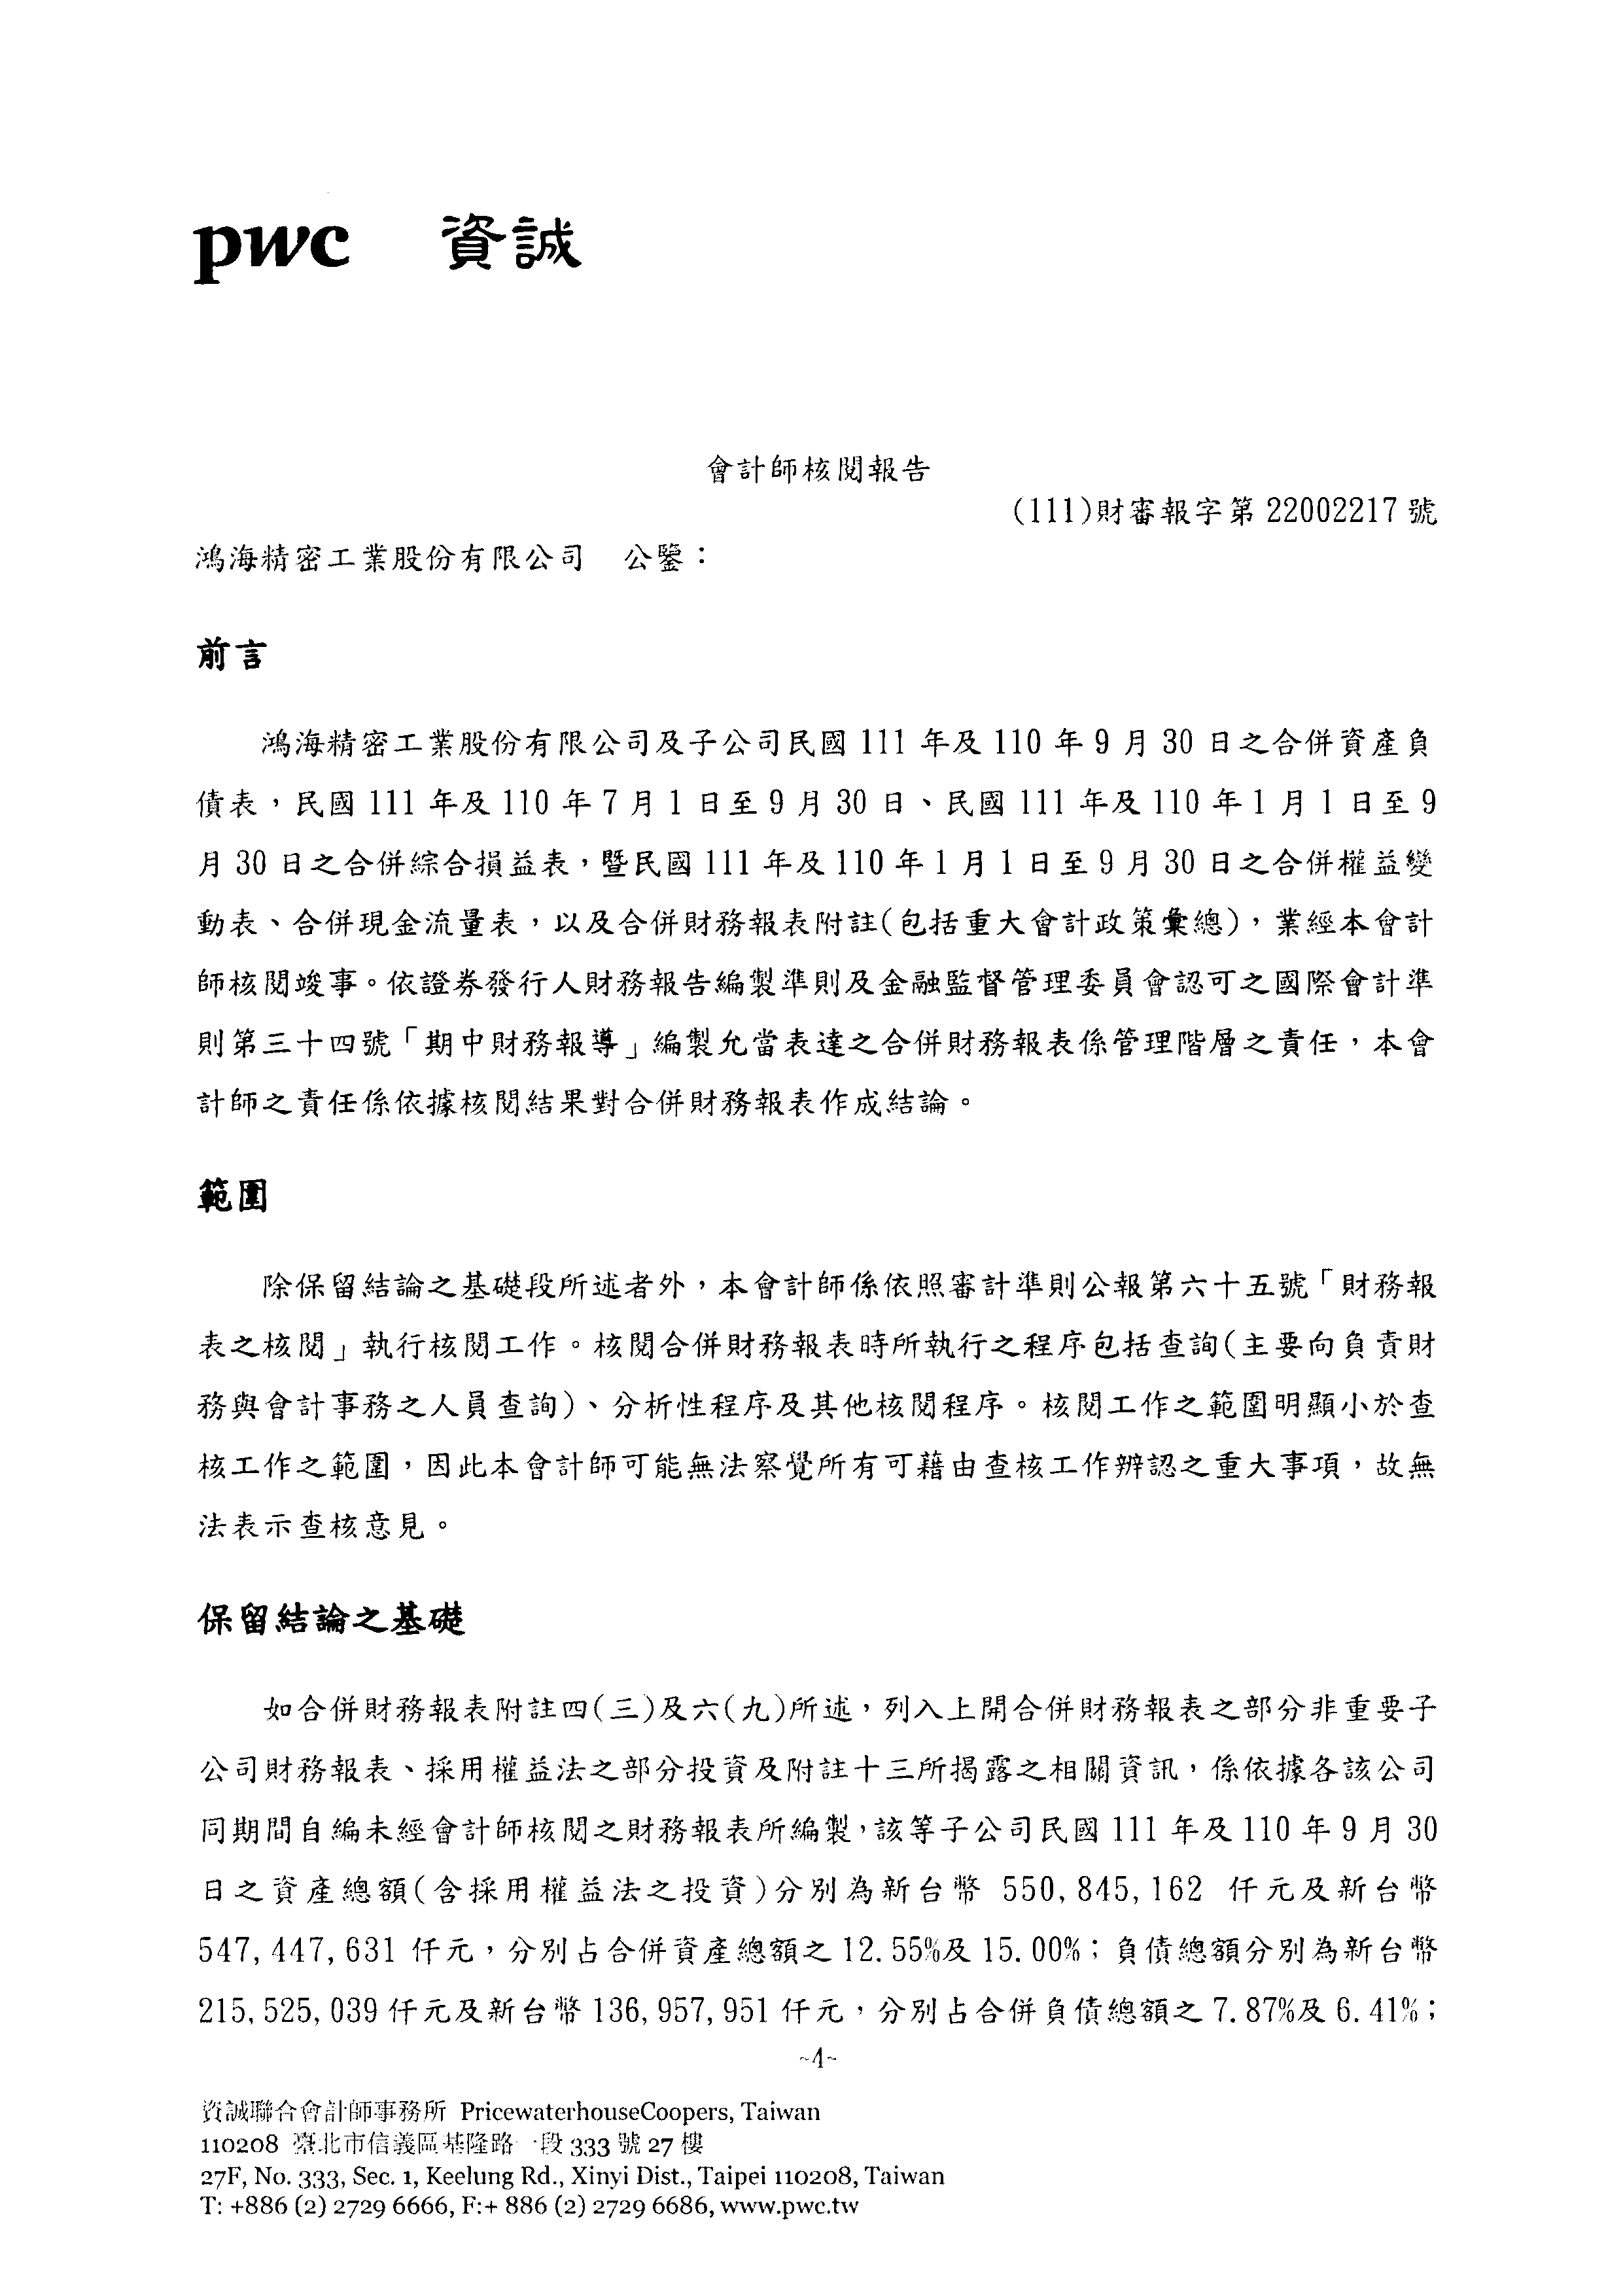 pwc 資誠
會計師核閱報告
(111)財審報字第 22002217 號
鴻海精密工業股份有限公司 公鑒：
前言
鴻海精密工業股份有限公司及子公司民國 111 年及 110 年 9 月 30 日之合併資產負
債表，民國 111 年及 110 年 7 月 1 日至 9 月 30 日、民國 111 年及 110 年 1 月 1 日至 9
月 30 日之合併綜合損益表，暨民國 111 年及 110 年 1 月 1 日至 9 月 30 日之合併權益變
動表、合併現金流量表，以及合併財務報表附註(包括重大會計政策彙總)，業經本會計
師核閱竣事。依證券發行人財務報告編製準則及金融監督管理委員會認可之國際會計準
則第三十四號「期中財務報導」編製允當表達之合併財務報表係管理階層之責任，本會
計師之責任係依據核閱結果對合併財務報表作成結論。
範圍
除保留結論之基礎段所述者外，本會計師係依照審計準則公報第六十五號「財務報
表之核閱」執行核閱工作。核閱合併財務報表時所執行之程序包括查詢(主要向負責財
務與會計事務之人員查詢)、分析性程序及其他核閱程序。核閱工作之範圍明顯小於查
核工作之範圍，因此本會計師可能無法察覺所有可藉由查核工作辨認之重大事項，故無
法表示查核意見。
保留結論之基礎
如合併財務報表附註四(三)及六(九)所述，列入上開合併財務報表之部分非重要子
公司財務報表、採用權益法之部分投資及附註十三所揭露之相關資訊，係依據各該公司
同期間自編未經會計師核閱之財務報表所編製，該等子公司民國 111 年及 110 年 9 月 30
日之資產總額(含採用權益法之投資)分別為新台幣 550,845,162 仟元及新台幣
547,447,631 仟元，分別占合併資產總額之 12.55%及 15.00%；負債總額分別為新台幣
215,525,039 仟元及新台幣 136,957,951 仟元，分別占合併負債總額之 7.87%及 6.41%；
~4~
資誠聯合會計師事務所 PricewaterhouseCoopers, Taiwan
110208 臺北市信義區基隆路一段 333 號 27 樓
27F, No. 333, Sec. 1, Keelung Rd., Xinyi Dist., Taipei 110208, Taiwan
T: +886 (2) 2729 6666, F:+ 886 (2) 2729 6686, www.pwc.tw